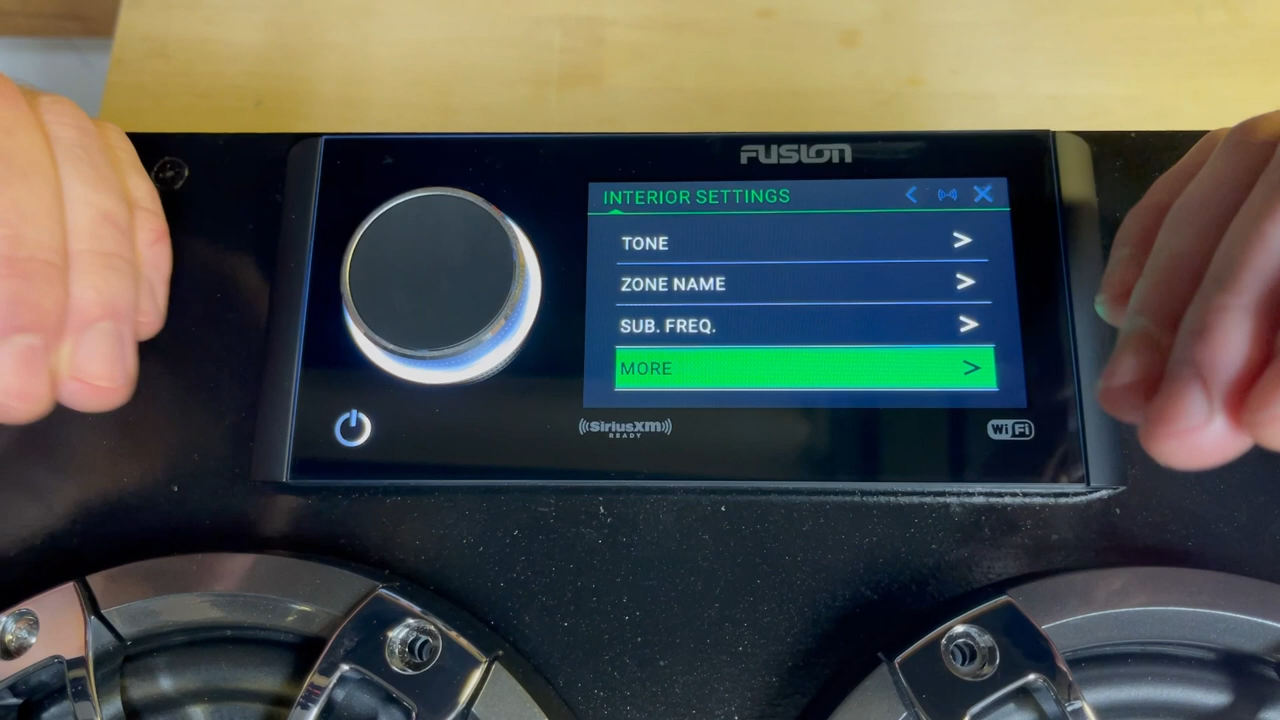 FUSION
INTERIOR SETTINGS
TONE
ZONE NAME
SUB. FREQ.
MORE
SiriusXM
READY
WiFi